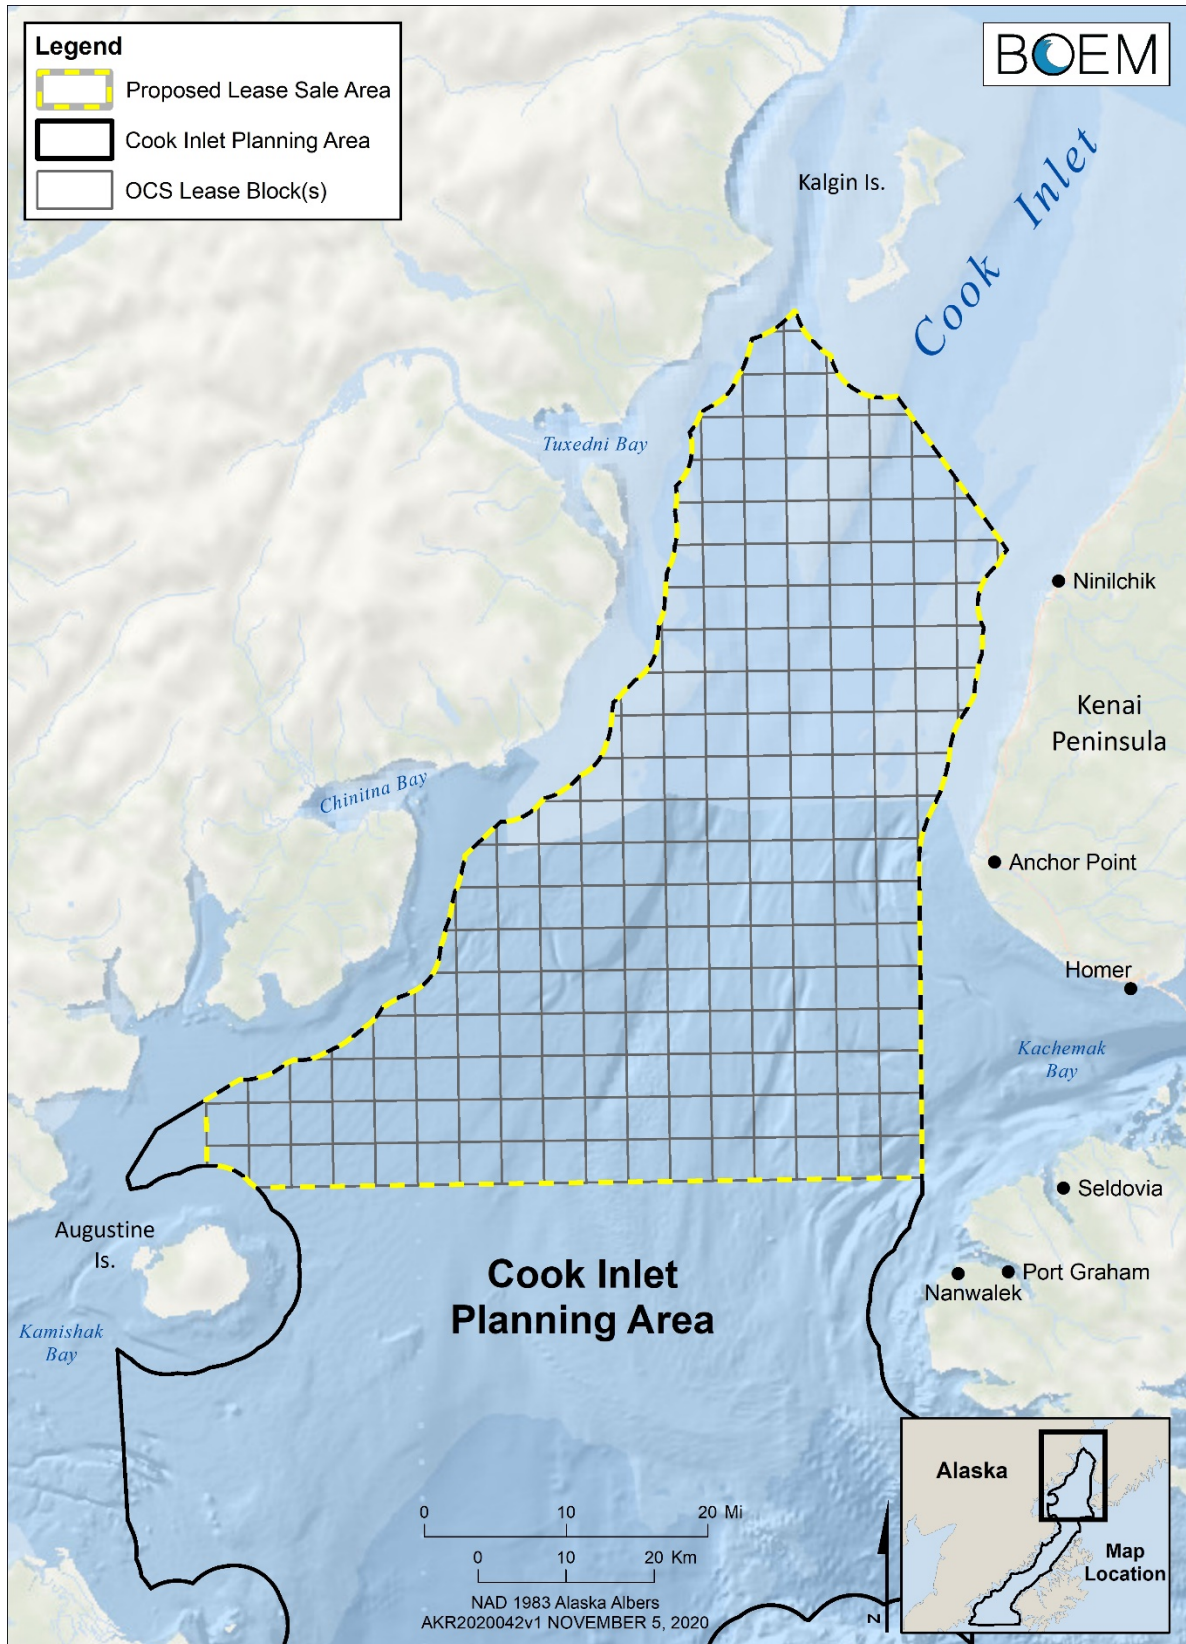 Legend
Proposed Lease Sale Area
Cook Inlet Planning Area
OCS Lease Block(s)
BOEM
Kalgin Is.
Cook Inlet
Tuxedni Bay
Ninilchik
Kenai
Peninsula
Chinitna Bay
Anchor Point
Homer
Kachemak
Bay
Seldovia
Augustine
Is.
Port Graham
Nanwalek
Cook Inlet
Planning Area
Kamishak
Bay
Alaska
Map
Location
0 10 20 Mi
0 10 20 Km
N
NAD 1983 Alaska Albers
AKR2020042v1 NOVEMBER 5, 2020